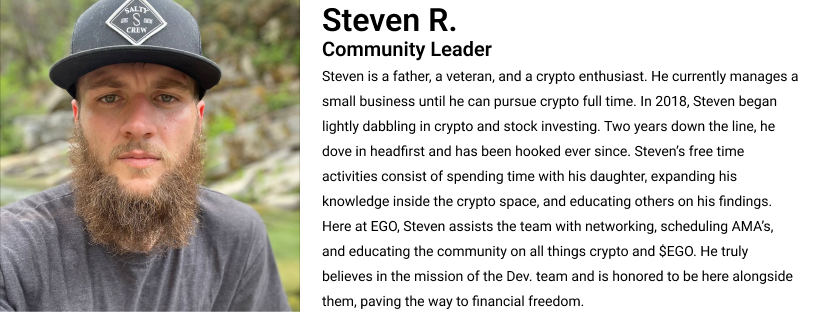 SALTY
S
CREW
Steven R.
Community Leader
Steven is a father, a veteran, and a crypto enthusiast. He currently manages a
small business until he can pursue crypto full time. In 2018, Steven began
lightly dabbling in crypto and stock investing. Two years down the line, he
dove in headfirst and has been hooked ever since. Steven’s free time
activities consist of spending time with his daughter, expanding his
knowledge inside the crypto space, and educating others on his findings.
Here at EGO, Steven assists the team with networking, scheduling AMA’s,
and educating the community on all things crypto and $EGO. He truly
believes in the mission of the Dev. team and is honored to be here alongside
them, paving the way to financial freedom.